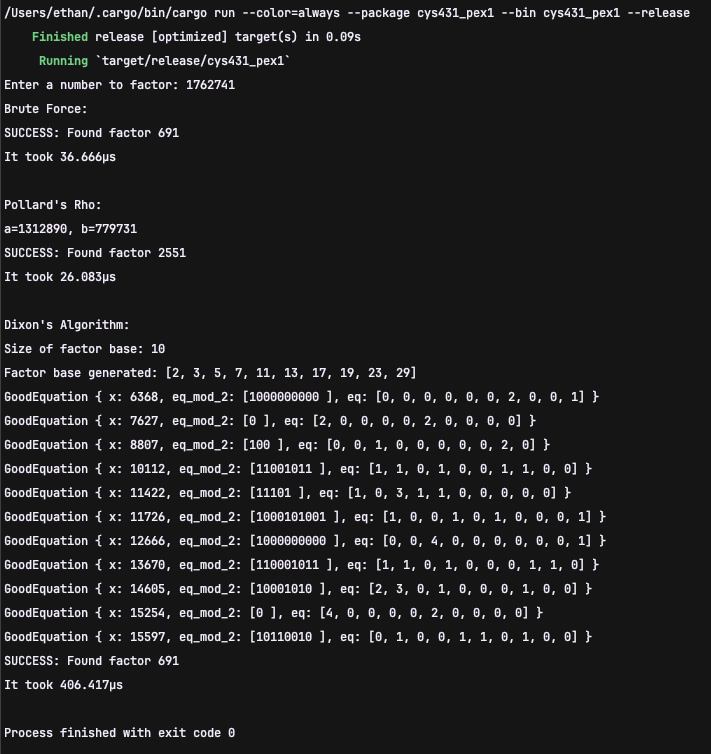 /Users/ethan/.cargo/bin/cargo run --color=always --package cys431_pex1 --bin cys431_pex1 --release
Finished release [optimized] target(s) in 0.09s
Running `target/release/cys431_pex1`
Enter a number to factor: 1762741
Brute Force:
SUCCESS: Found factor 691
It took 36.666µs
Pollard's Rho:
a=1312890, b=779731
SUCCESS: Found factor 2551
It took 26.083µs
Dixon's Algorithm:
Size of factor base: 10
Factor base generated: [2, 3, 5, 7, 11, 13, 17, 19, 23, 29]
GoodEquation { x: 6368, eq_mod_2: [1000000000 ], eq: [0, 0, 0, 0, 0, 0, 2, 0, 0, 1] }
GoodEquation { x: 7627, eq_mod_2: [0 ], eq: [2, 0, 0, 0, 0, 2, 0, 0, 0, 0] }
GoodEquation { x: 8807, eq_mod_2: [100 ], eq: [0, 0, 1, 0, 0, 0, 0, 0, 2, 0] }
GoodEquation { x: 10112, eq_mod_2: [11001011 ], eq: [1, 1, 0, 1, 0, 0, 1, 1, 0, 0] }
GoodEquation { x: 11422, eq_mod_2: [11101 ], eq: [1, 0, 3, 1, 1, 0, 0, 0, 0, 0] }
GoodEquation { x: 11726, eq_mod_2: [1000101001 ], eq: [1, 0, 0, 1, 0, 1, 0, 0, 0, 1] }
GoodEquation { x: 12666, eq_mod_2: [1000000000 ], eq: [0, 0, 4, 0, 0, 0, 0, 0, 0, 1] }
GoodEquation { x: 13670, eq_mod_2: [110001011 ], eq: [1, 1, 0, 1, 0, 0, 0, 1, 1, 0] }
GoodEquation { x: 14605, eq_mod_2: [10001010 ], eq: [2, 3, 0, 1, 0, 0, 0, 1, 0, 0] }
GoodEquation { x: 15254, eq_mod_2: [0 ], eq: [4, 0, 0, 0, 0, 2, 0, 0, 0, 0] }
GoodEquation { x: 15597, eq_mod_2: [10110010 ], eq: [0, 1, 0, 0, 1, 1, 0, 1, 0, 0] }
SUCCESS: Found factor 691
It took 406.417µs
Process finished with exit code 0